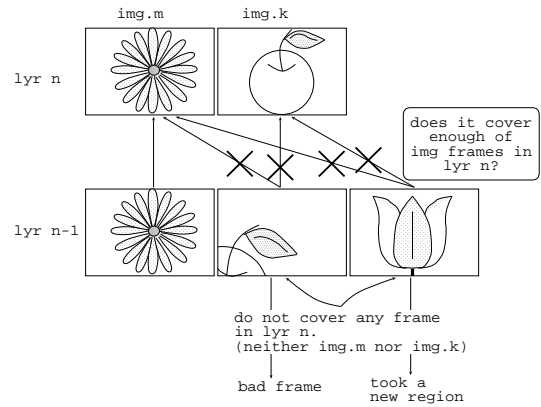 img.m
img.k
lyr n
does it cover
enough of
img frames in
lyr n?
lyr n-1
do not cover any frame
in lyr n.
(neither img.m nor img.k)
bad frame
took a
new region